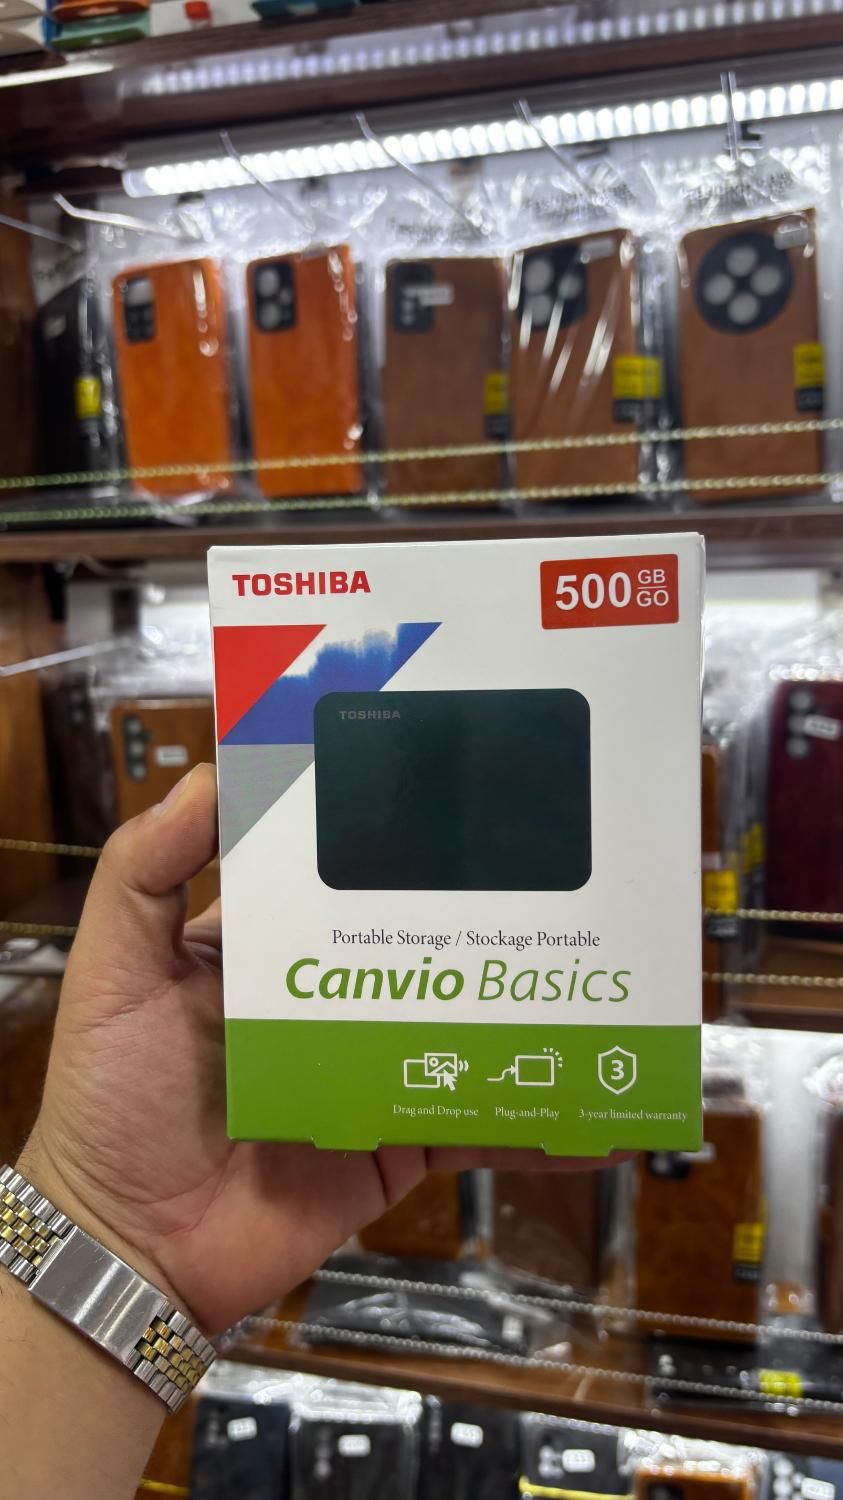 TOSHIBA
500 GB
GO
TOSHIBA
Portable Storage / Stockage Portable
Canvio Basics
3
Drag and Drop use
Plug-and-Play
3-year limited warranty